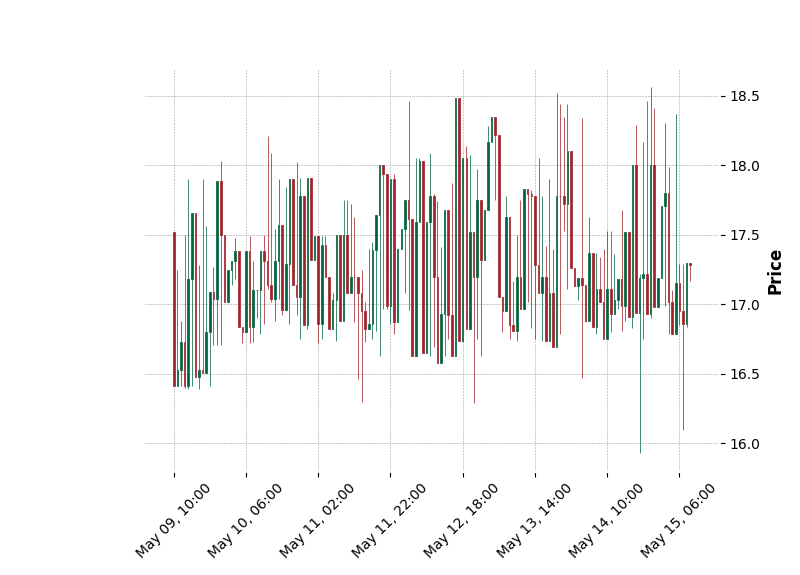 18.5
18.0
17.5
17.0
16.5
16.0
Price
May 09, 10:00
May 10, 06:00
May 11, 02:00
May 11, 22:00
May 12, 18:00
May 13, 14:00
May 14, 10:00
May 15, 06:00